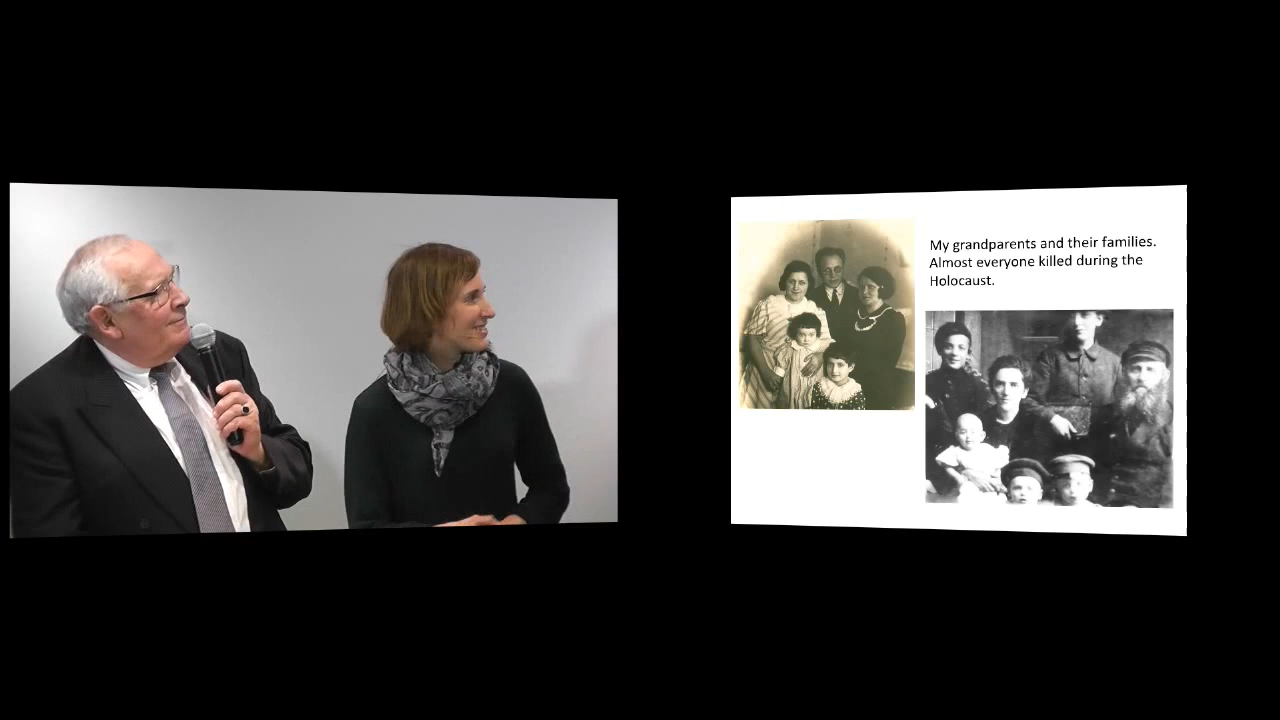 My grandparents and their families.
Almost everyone killed during the
Holocaust.